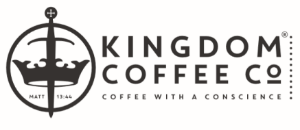 MATT 13:44
KINGDOM®
COFFEE Co
COFFEE WITH A CONSCIENCE